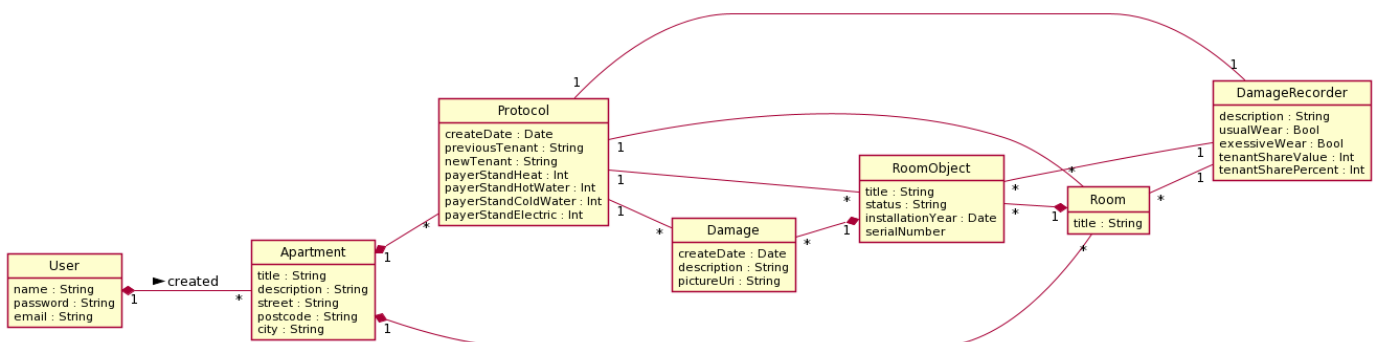 User
name : String
password : String
email : String
1
► created
*
Apartment
title : String
description : String
street : String
postcode : String
city : String
1
1
*
Protocol
createDate : Date
previousTenant : String
newTenant : String
payerStandHeat : Int
payerStandHotWater : Int
payerStandColdWater : Int
payerStandElectric : Int
1
1
1
1
*
Damage
createDate : Date
description : String
pictureUri : String
*
1
*
RoomObject
title : String
status : String
installationYear : Date
serialNumber
*
*
1
*
Room
title : String
*
*
1
DamageRecorder
description : String
usualWear : Bool
exessiveWear : Bool
tenantShareValue : Int
tenantSharePercent : Int
1
1